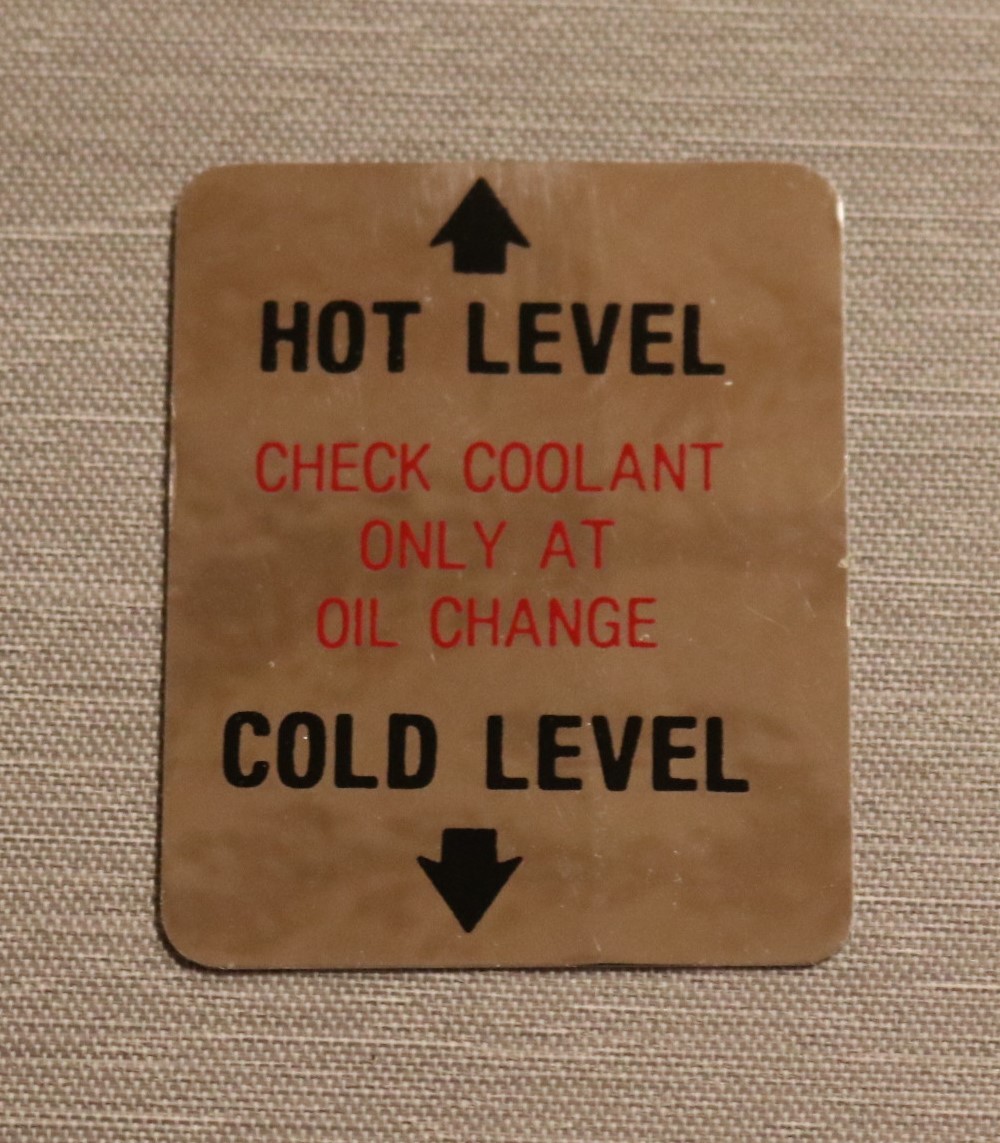 HOT LEVEL
CHECK COOLANT
ONLY AT
OIL CHANGE
COLD LEVEL